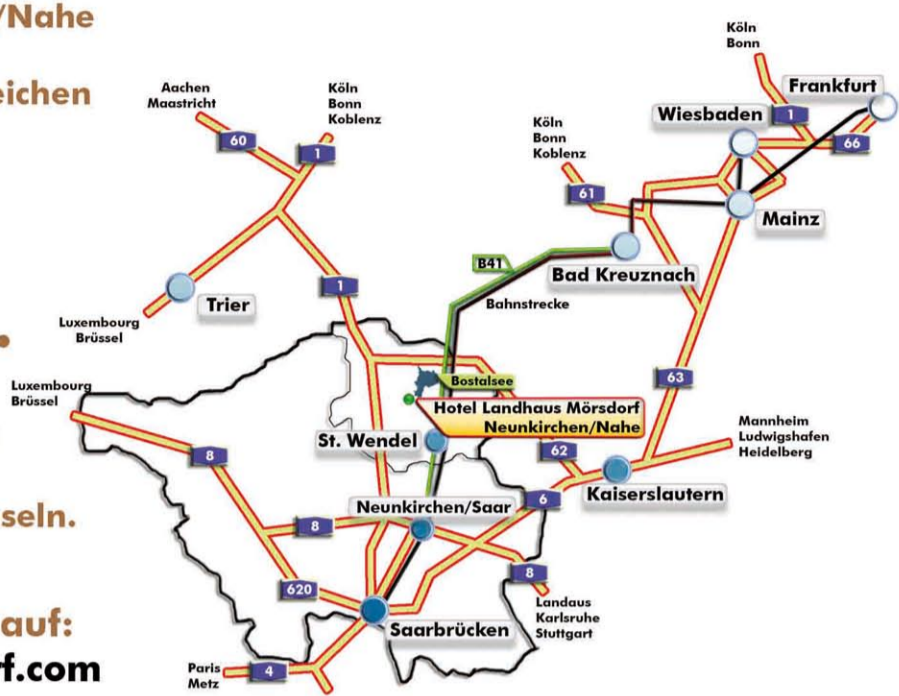 /Nahe
eichen
.
seln.
auf:
rf.com
Köln
Bonn
Frankfurt
Wiesbaden
1
66
Aachen
Maastricht
Köln
Bonn
Koblenz
60
1
Köln
Bonn
Koblenz
61
Mainz
B41
Bad Kreuznach
Bahnstrecke
1
Trier
Luxembourg
Brüssel
63
Luxembourg
Brüssel
Bostalsee
Hotel Landhaus Mörsdorf
Neunkirchen/Nahe
St. Wendel
Mannheim
Ludwigshafen
Heidelberg
8
62
Kaiserslautern
6
Neunkirchen/Saar
8
8
620
Landaus
Karlsruhe
Stuttgart
Saarbrücken
Paris
Metz
4